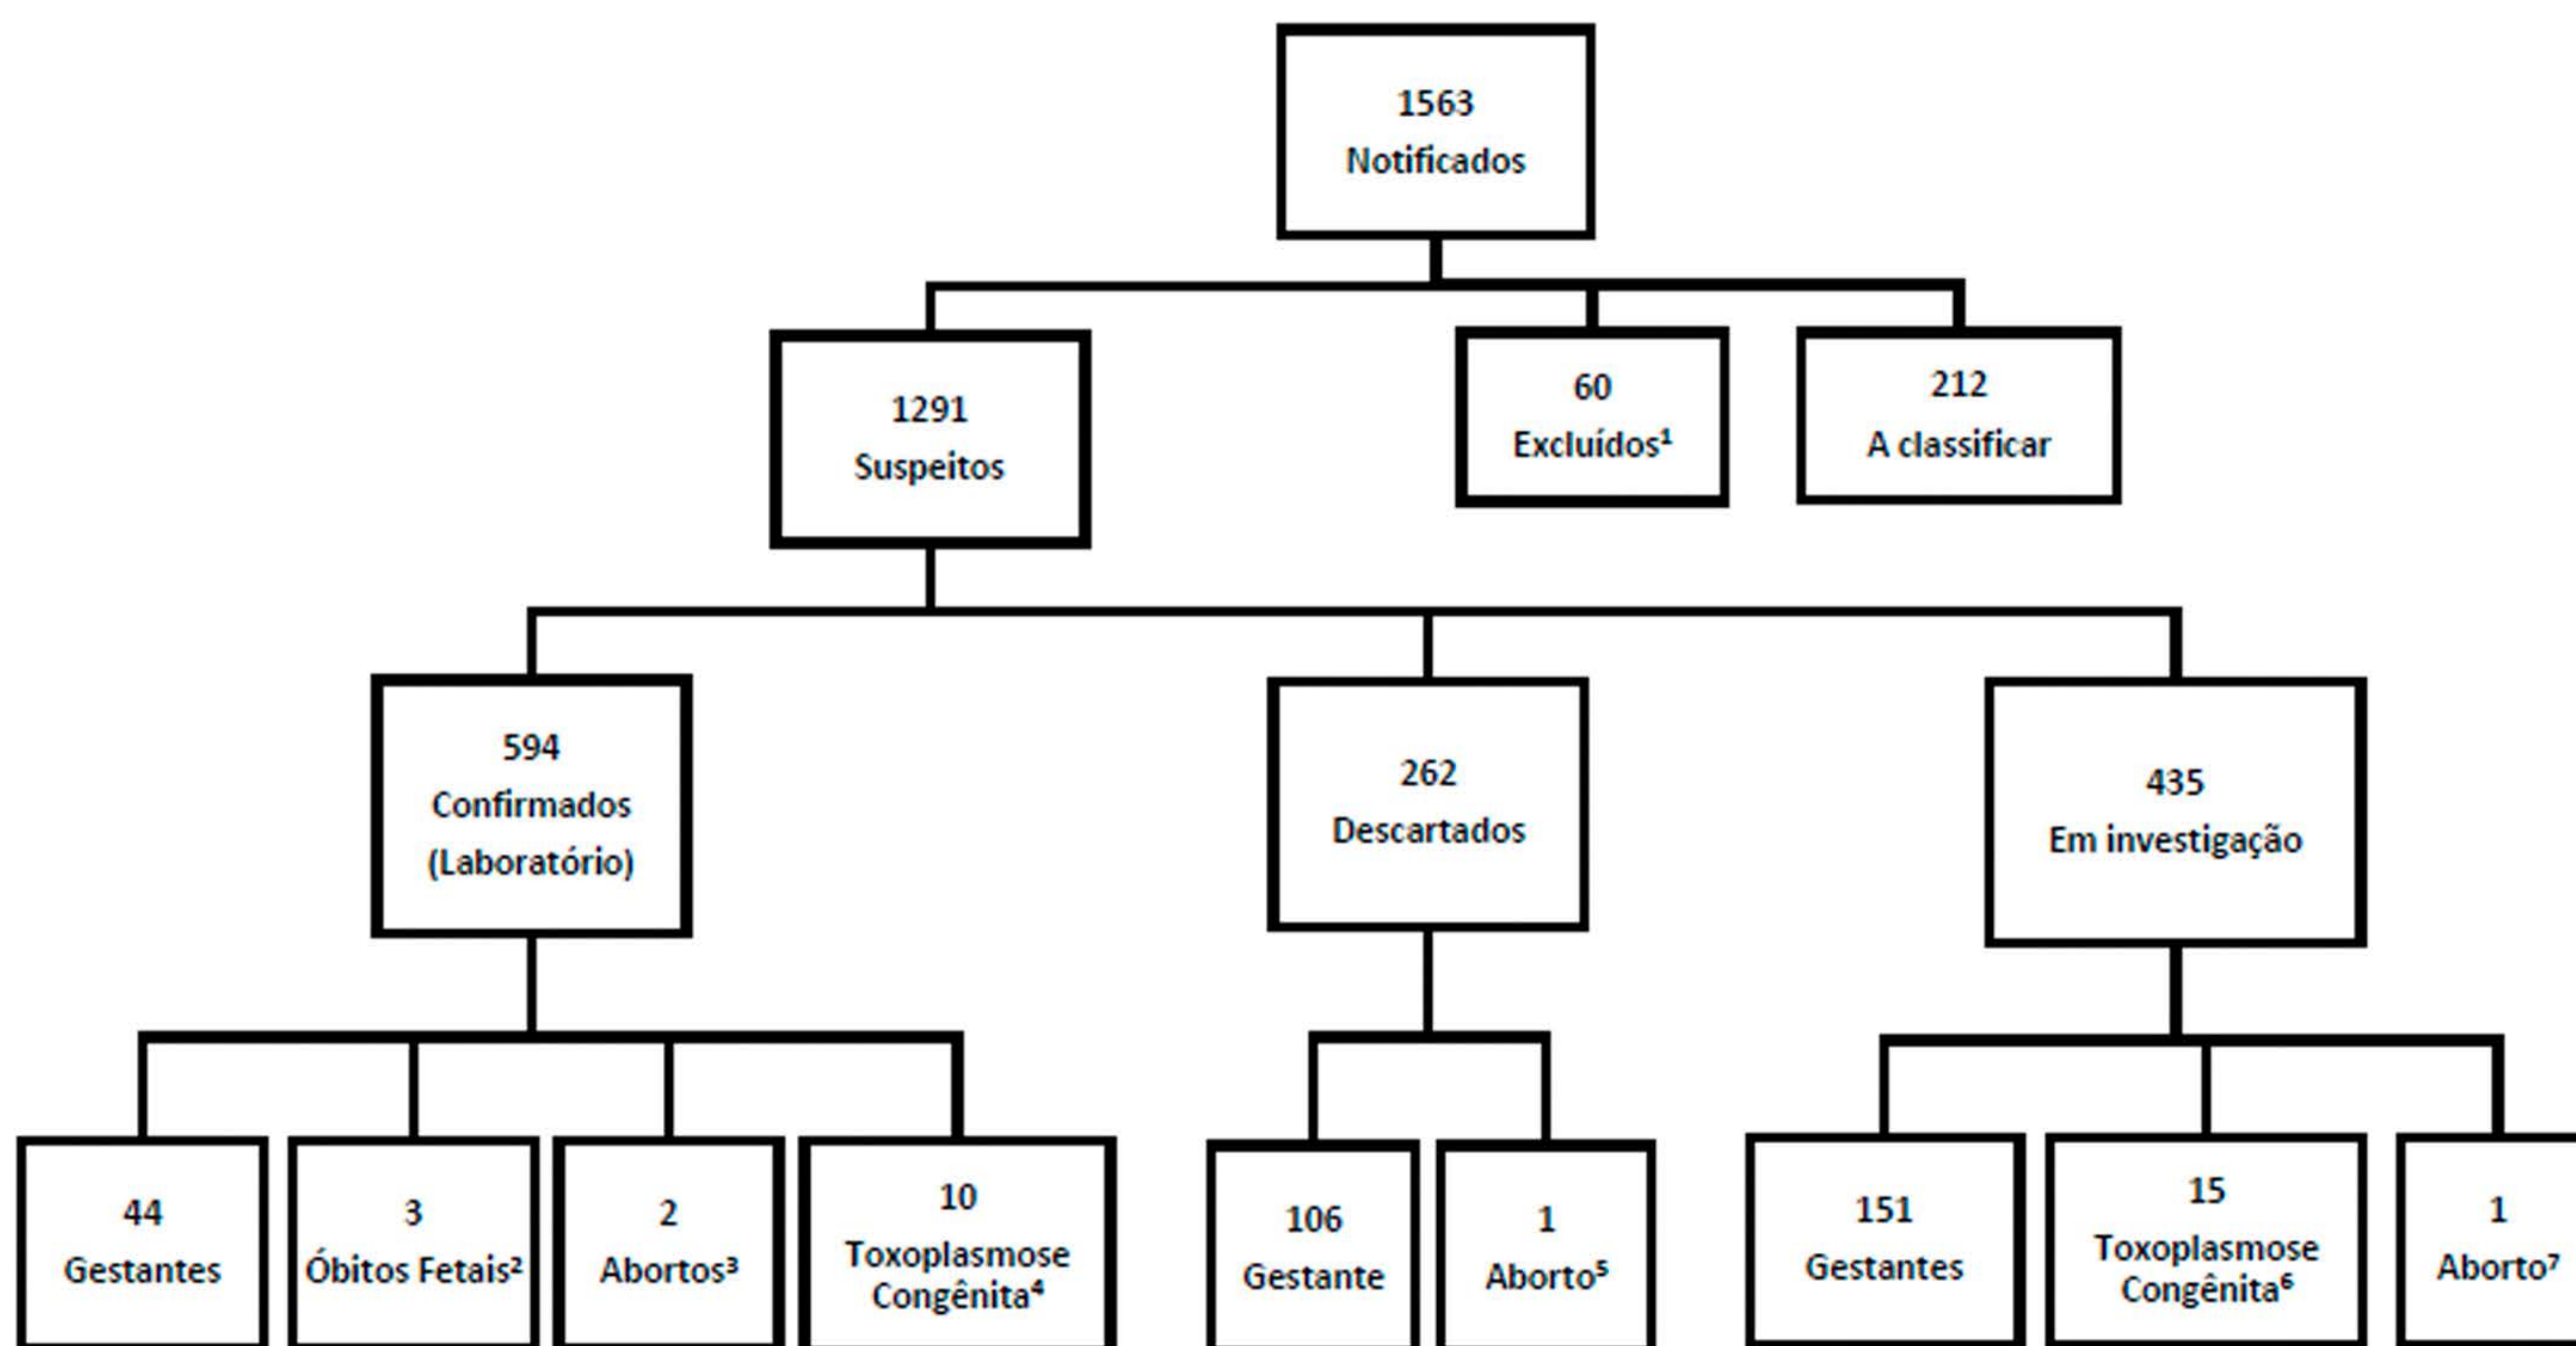 1563
Notificados
1291
Suspeitos
60
Excluídos¹
212
A classificar
594
Confirmados
(Laboratório)
262
Descartados
435
Em investigação
44
Gestantes
3
Óbitos Fetais²
2
Abortos³
10
Toxoplasmose
Congênita⁴
106
Gestante
1
Aborto⁵
151
Gestantes
15
Toxoplasmose
Congênita⁶
1
Aborto⁷